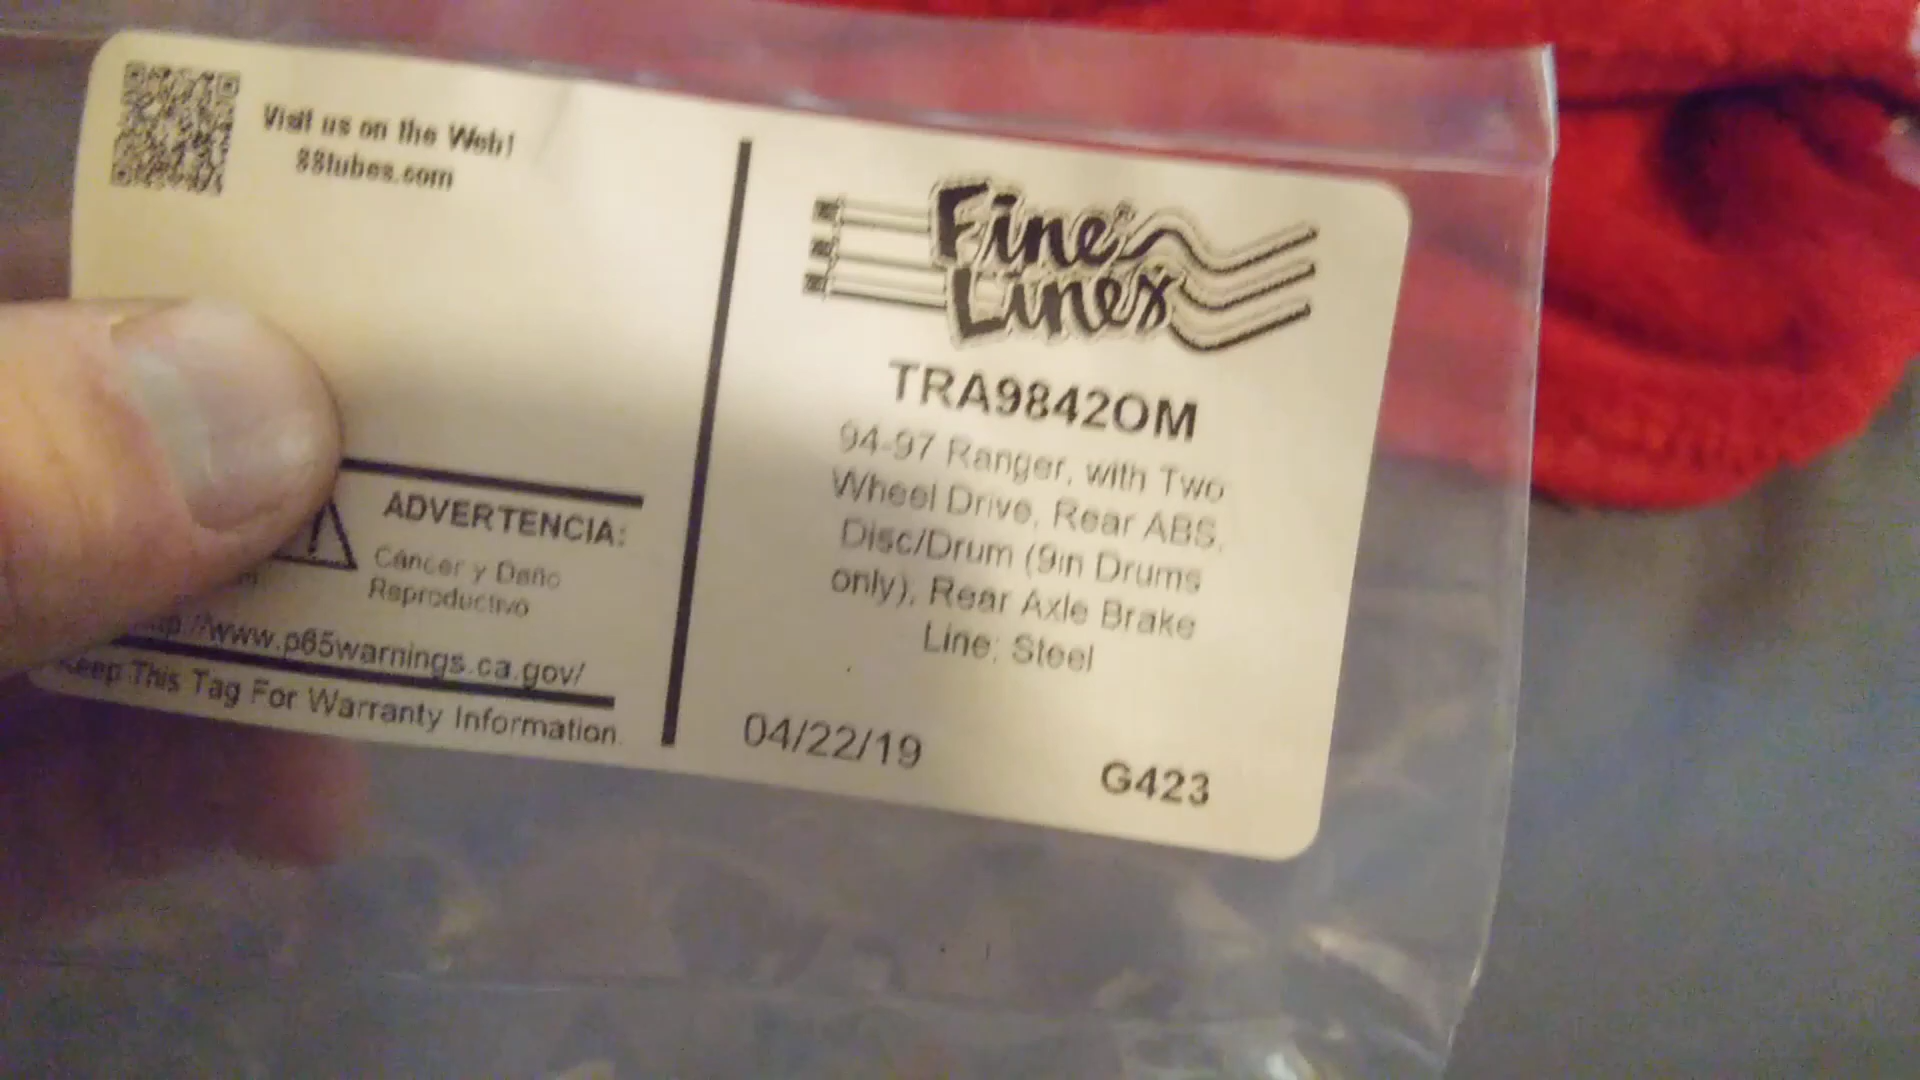 Visit us on the Web!
SStubes.com
ADVERTENCIA:
Cáncer y Daño
Reproductivo
://www.p65warnings.ca.gov/
Keep This Tag For Warranty Information.
Fine®
Lines
TRA9842OM
94-97 Ranger, with Two
Wheel Drive, Rear ABS,
Disc/Drum (9in Drums
only), Rear Axle Brake
Line; Steel
04/22/19
G423